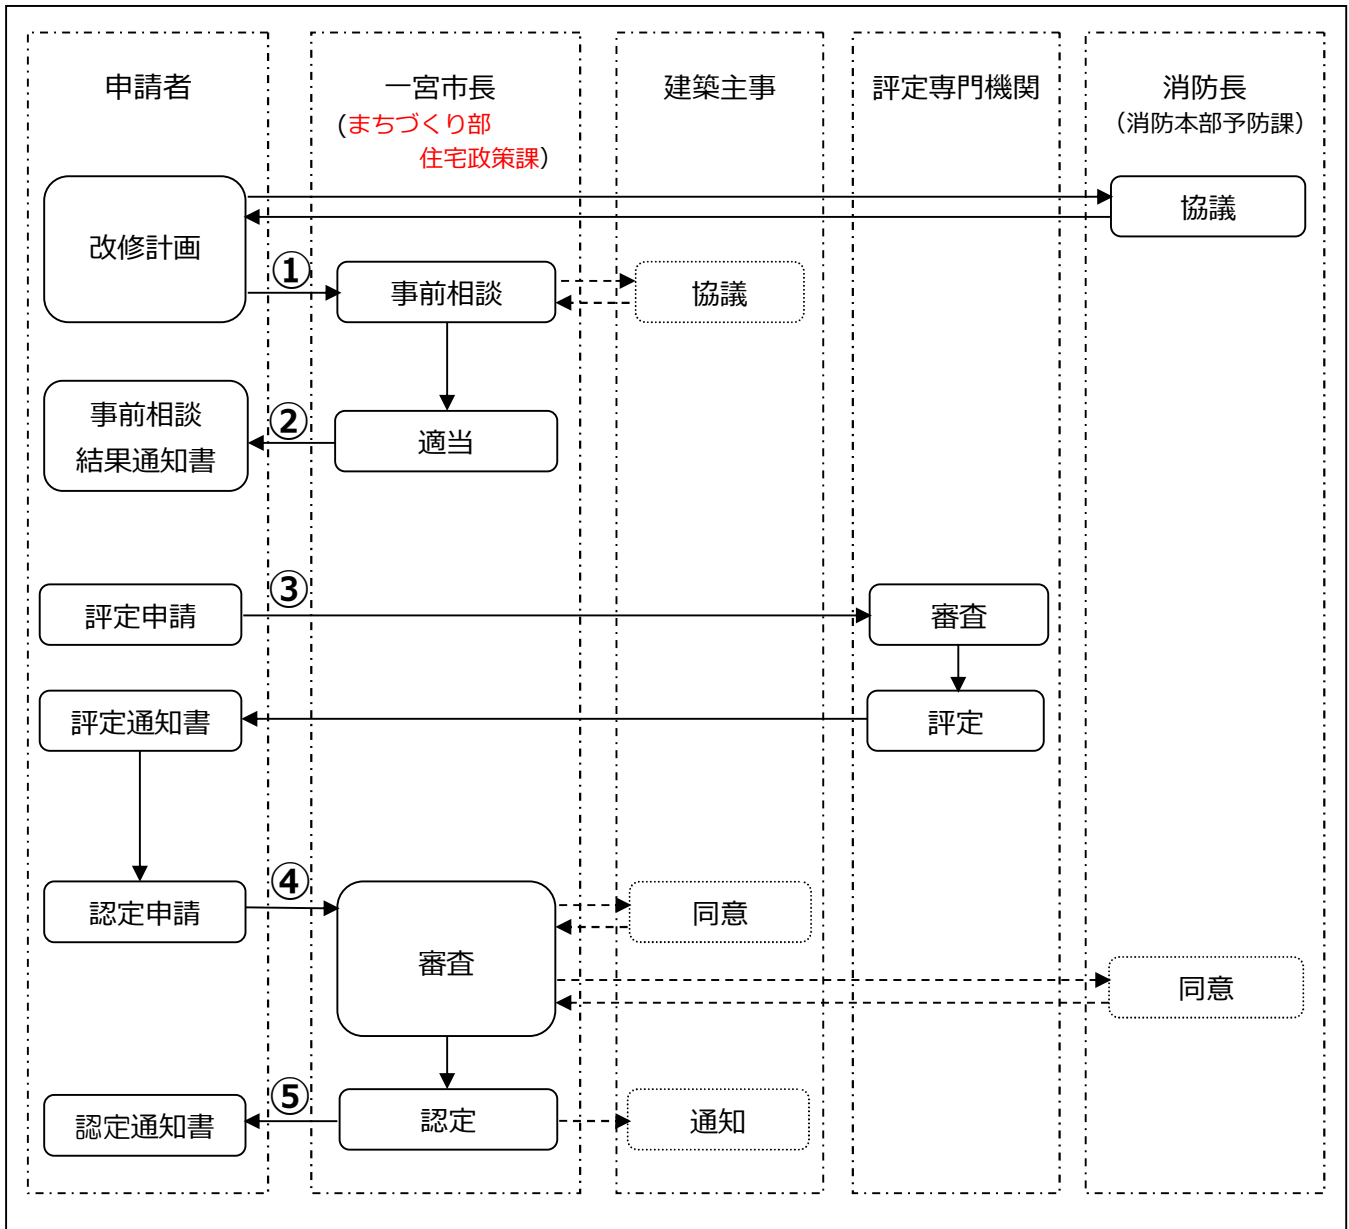 申請者
一宮市長
(まちづくり部
住宅政策課)
建築主事
評定専門機関
消防長
（消防本部予防課）
改修計画
協議
①
事前相談
協議
事前相談
結果通知書
②
適当
③
評定申請
審査
評定通知書
評定
④
認定申請
審査
同意
同意
⑤
認定通知書
認定
通知